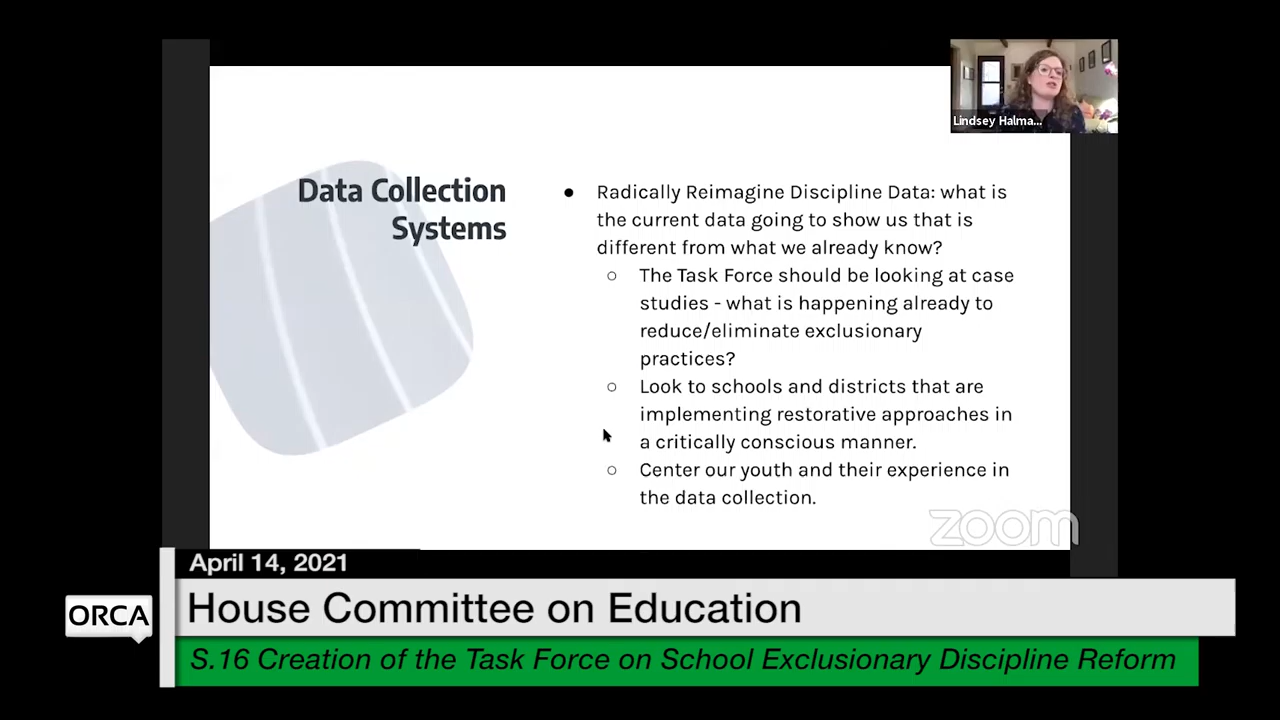 Lindsey Halma...
Data Collection
Systems
● Radically Reimagine Discipline Data: what is
the current data going to show us that is
different from what we already know?
○ The Task Force should be looking at case
studies - what is happening already to
reduce/eliminate exclusionary
practices?
○ Look to schools and districts that are
implementing restorative approaches in
a critically conscious manner.
○ Center our youth and their experience in
the data collection.
zoom
April 14, 2021
ORCA
House Committee on Education
S.16 Creation of the Task Force on School Exclusionary Discipline Reform